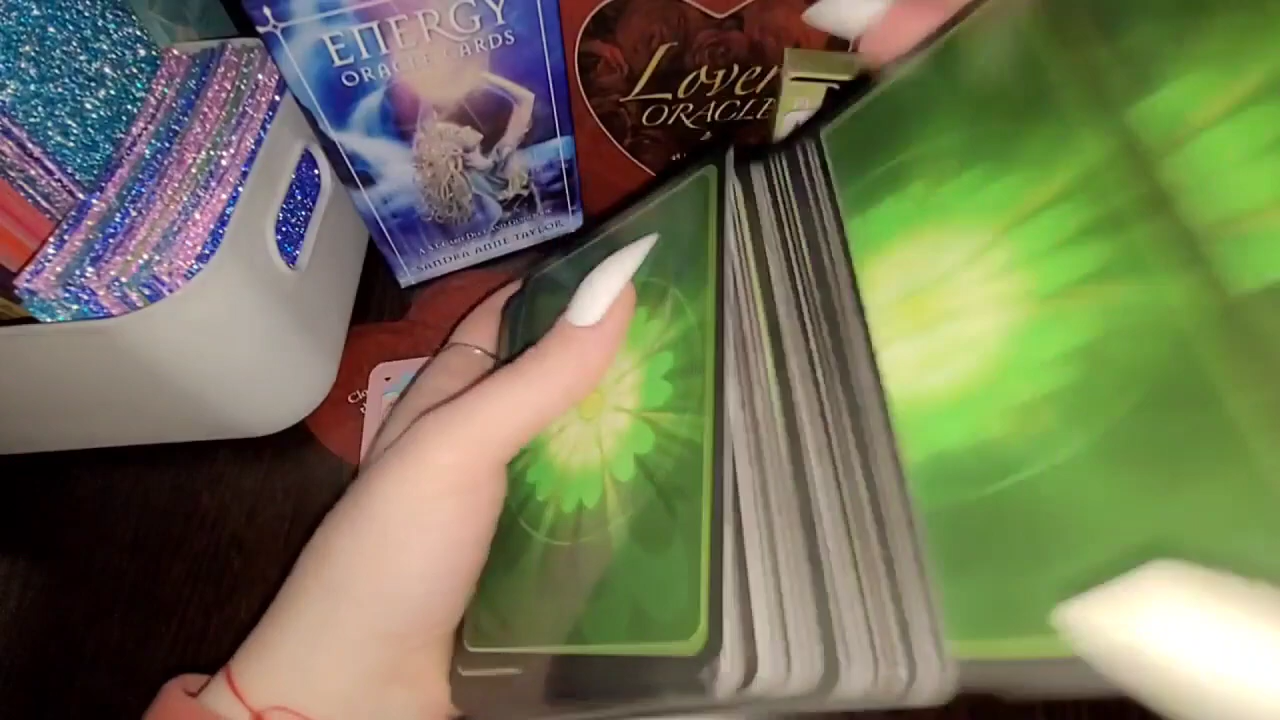 ENERGY
ORACLE CARDS
SANDRA ANNE TAYLOR
Lover
ORACLE